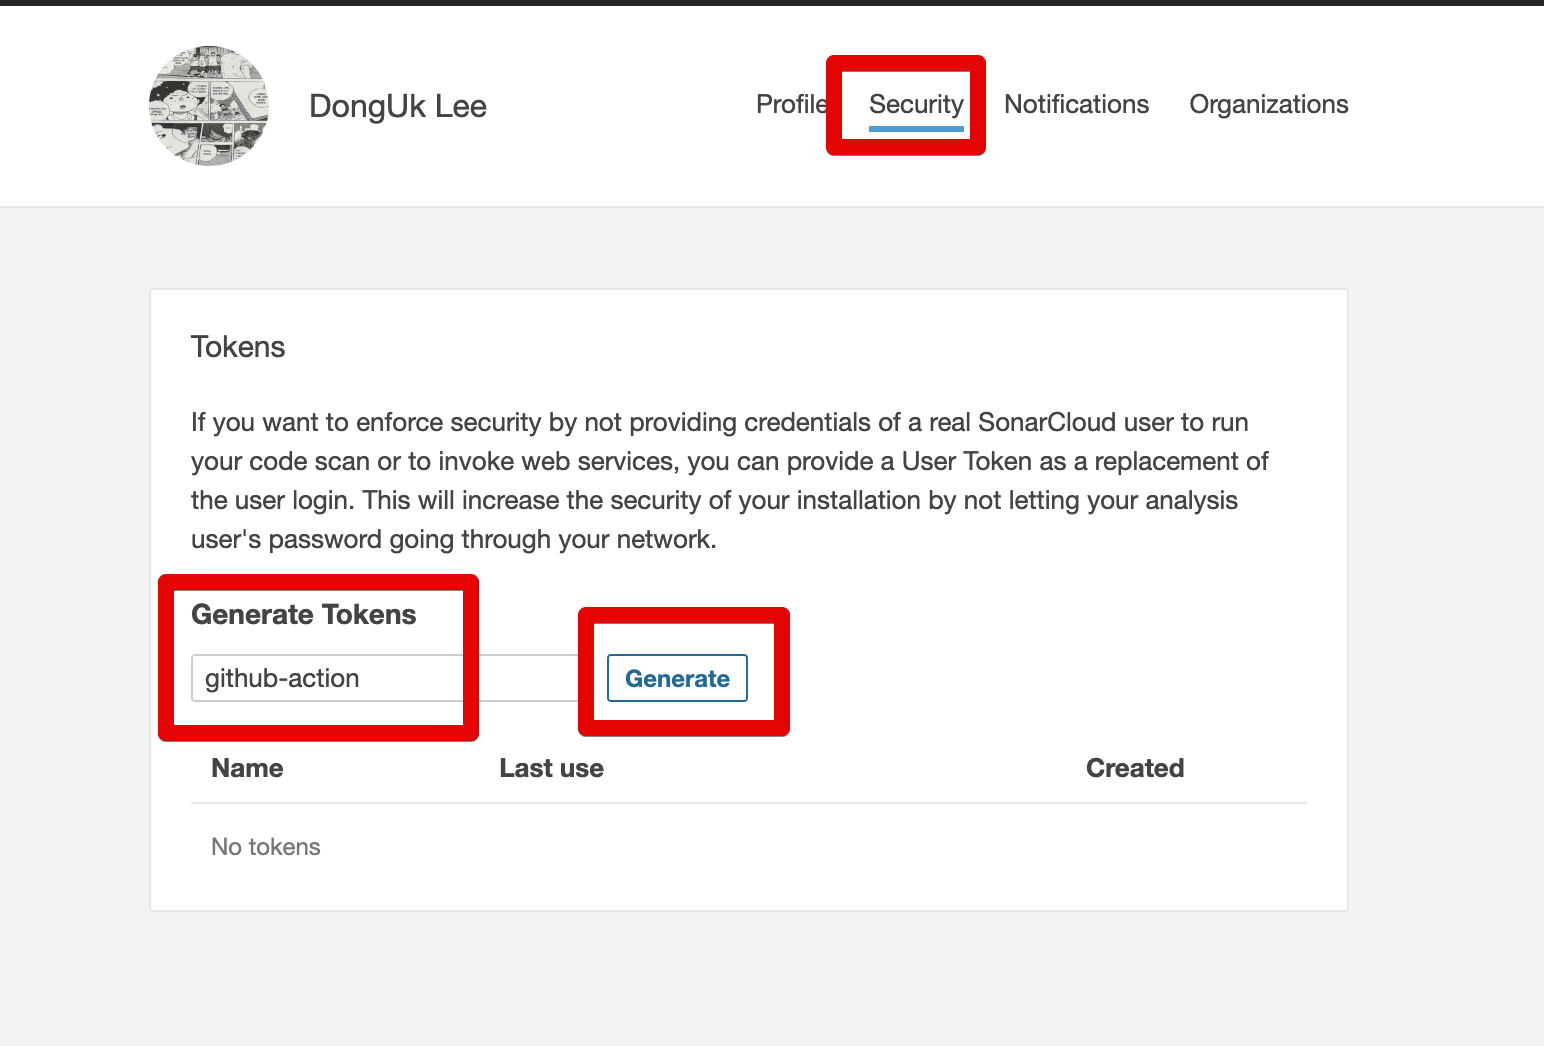 DongUk Lee
Profile Security Notifications Organizations
Tokens
If you want to enforce security by not providing credentials of a real SonarCloud user to run
your code scan or to invoke web services, you can provide a User Token as a replacement of
the user login. This will increase the security of your installation by not letting your analysis
user's password going through your network.
Generate Tokens
github-action Generate
Name Last use Created
No tokens